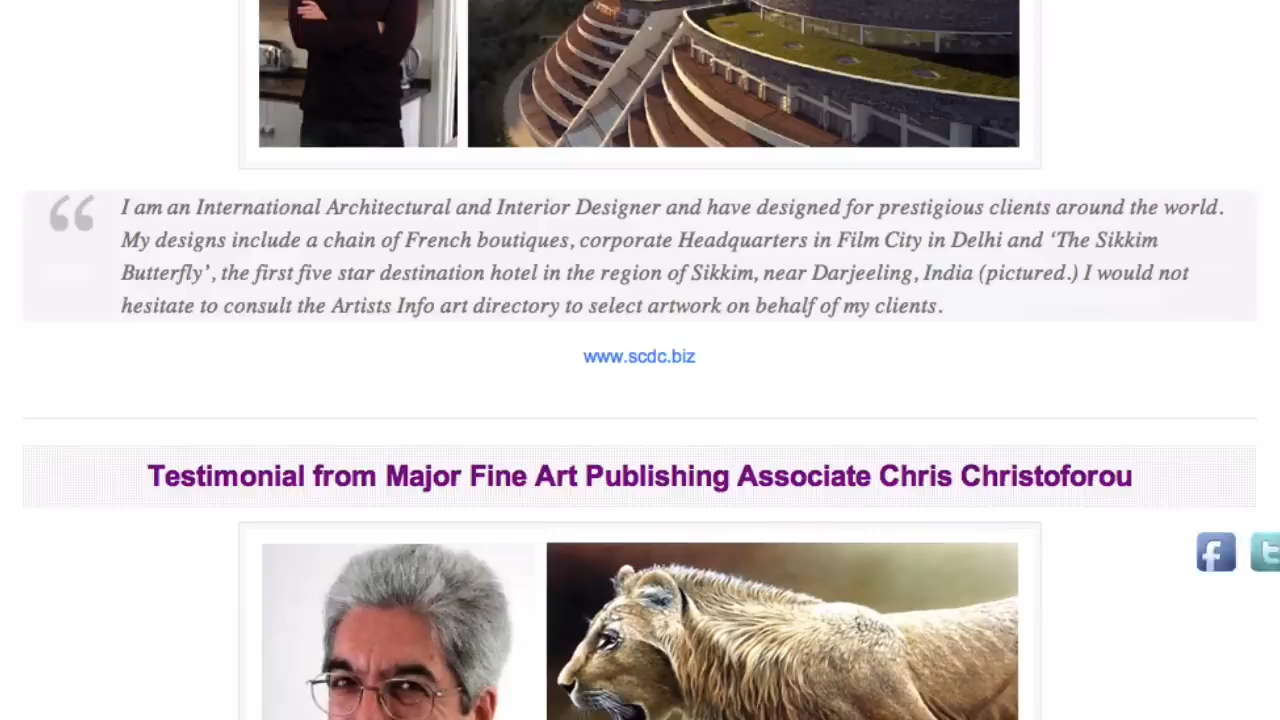 I am an International Architectural and Interior Designer and have designed for prestigious clients around the world.
My designs include a chain of French boutiques, corporate Headquarters in Film City in Delhi and ‘The Sikkim
Butterfly’, the first five star destination hotel in the region of Sikkim, near Darjeeling, India (pictured.) I would not
hesitate to consult the Artists Info art directory to select artwork on behalf of my clients.
www.scdc.biz
Testimonial from Major Fine Art Publishing Associate Chris Christoforou